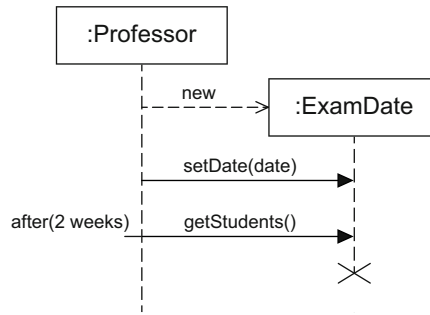 :Professor
new
:ExamDate
setDate(date)
after(2 weeks)
getStudents()